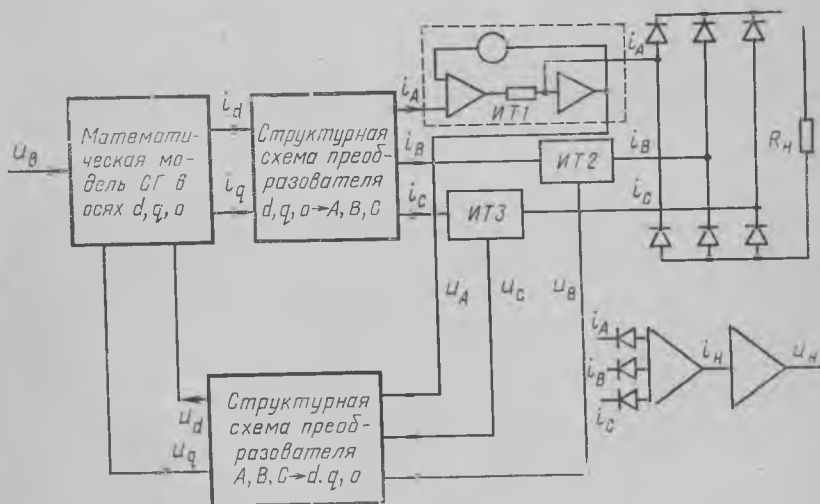 u_в
Математи-
ческая мо-
дель СГ в
осях d, q, o
i_d
i_q
Структурная
схема преоб-
разователя
d, q, o→A, B, C
i_A
i_B
i_C
ИТ1
ИТ2
ИТ3
i_A
i_B
i_C
R_н
u_A
u_C
u_B
i_A
i_B
i_C
i_н
u_н
u_d
u_q
Структурная
схема преоб-
разователя
A, B, C→d. q, o